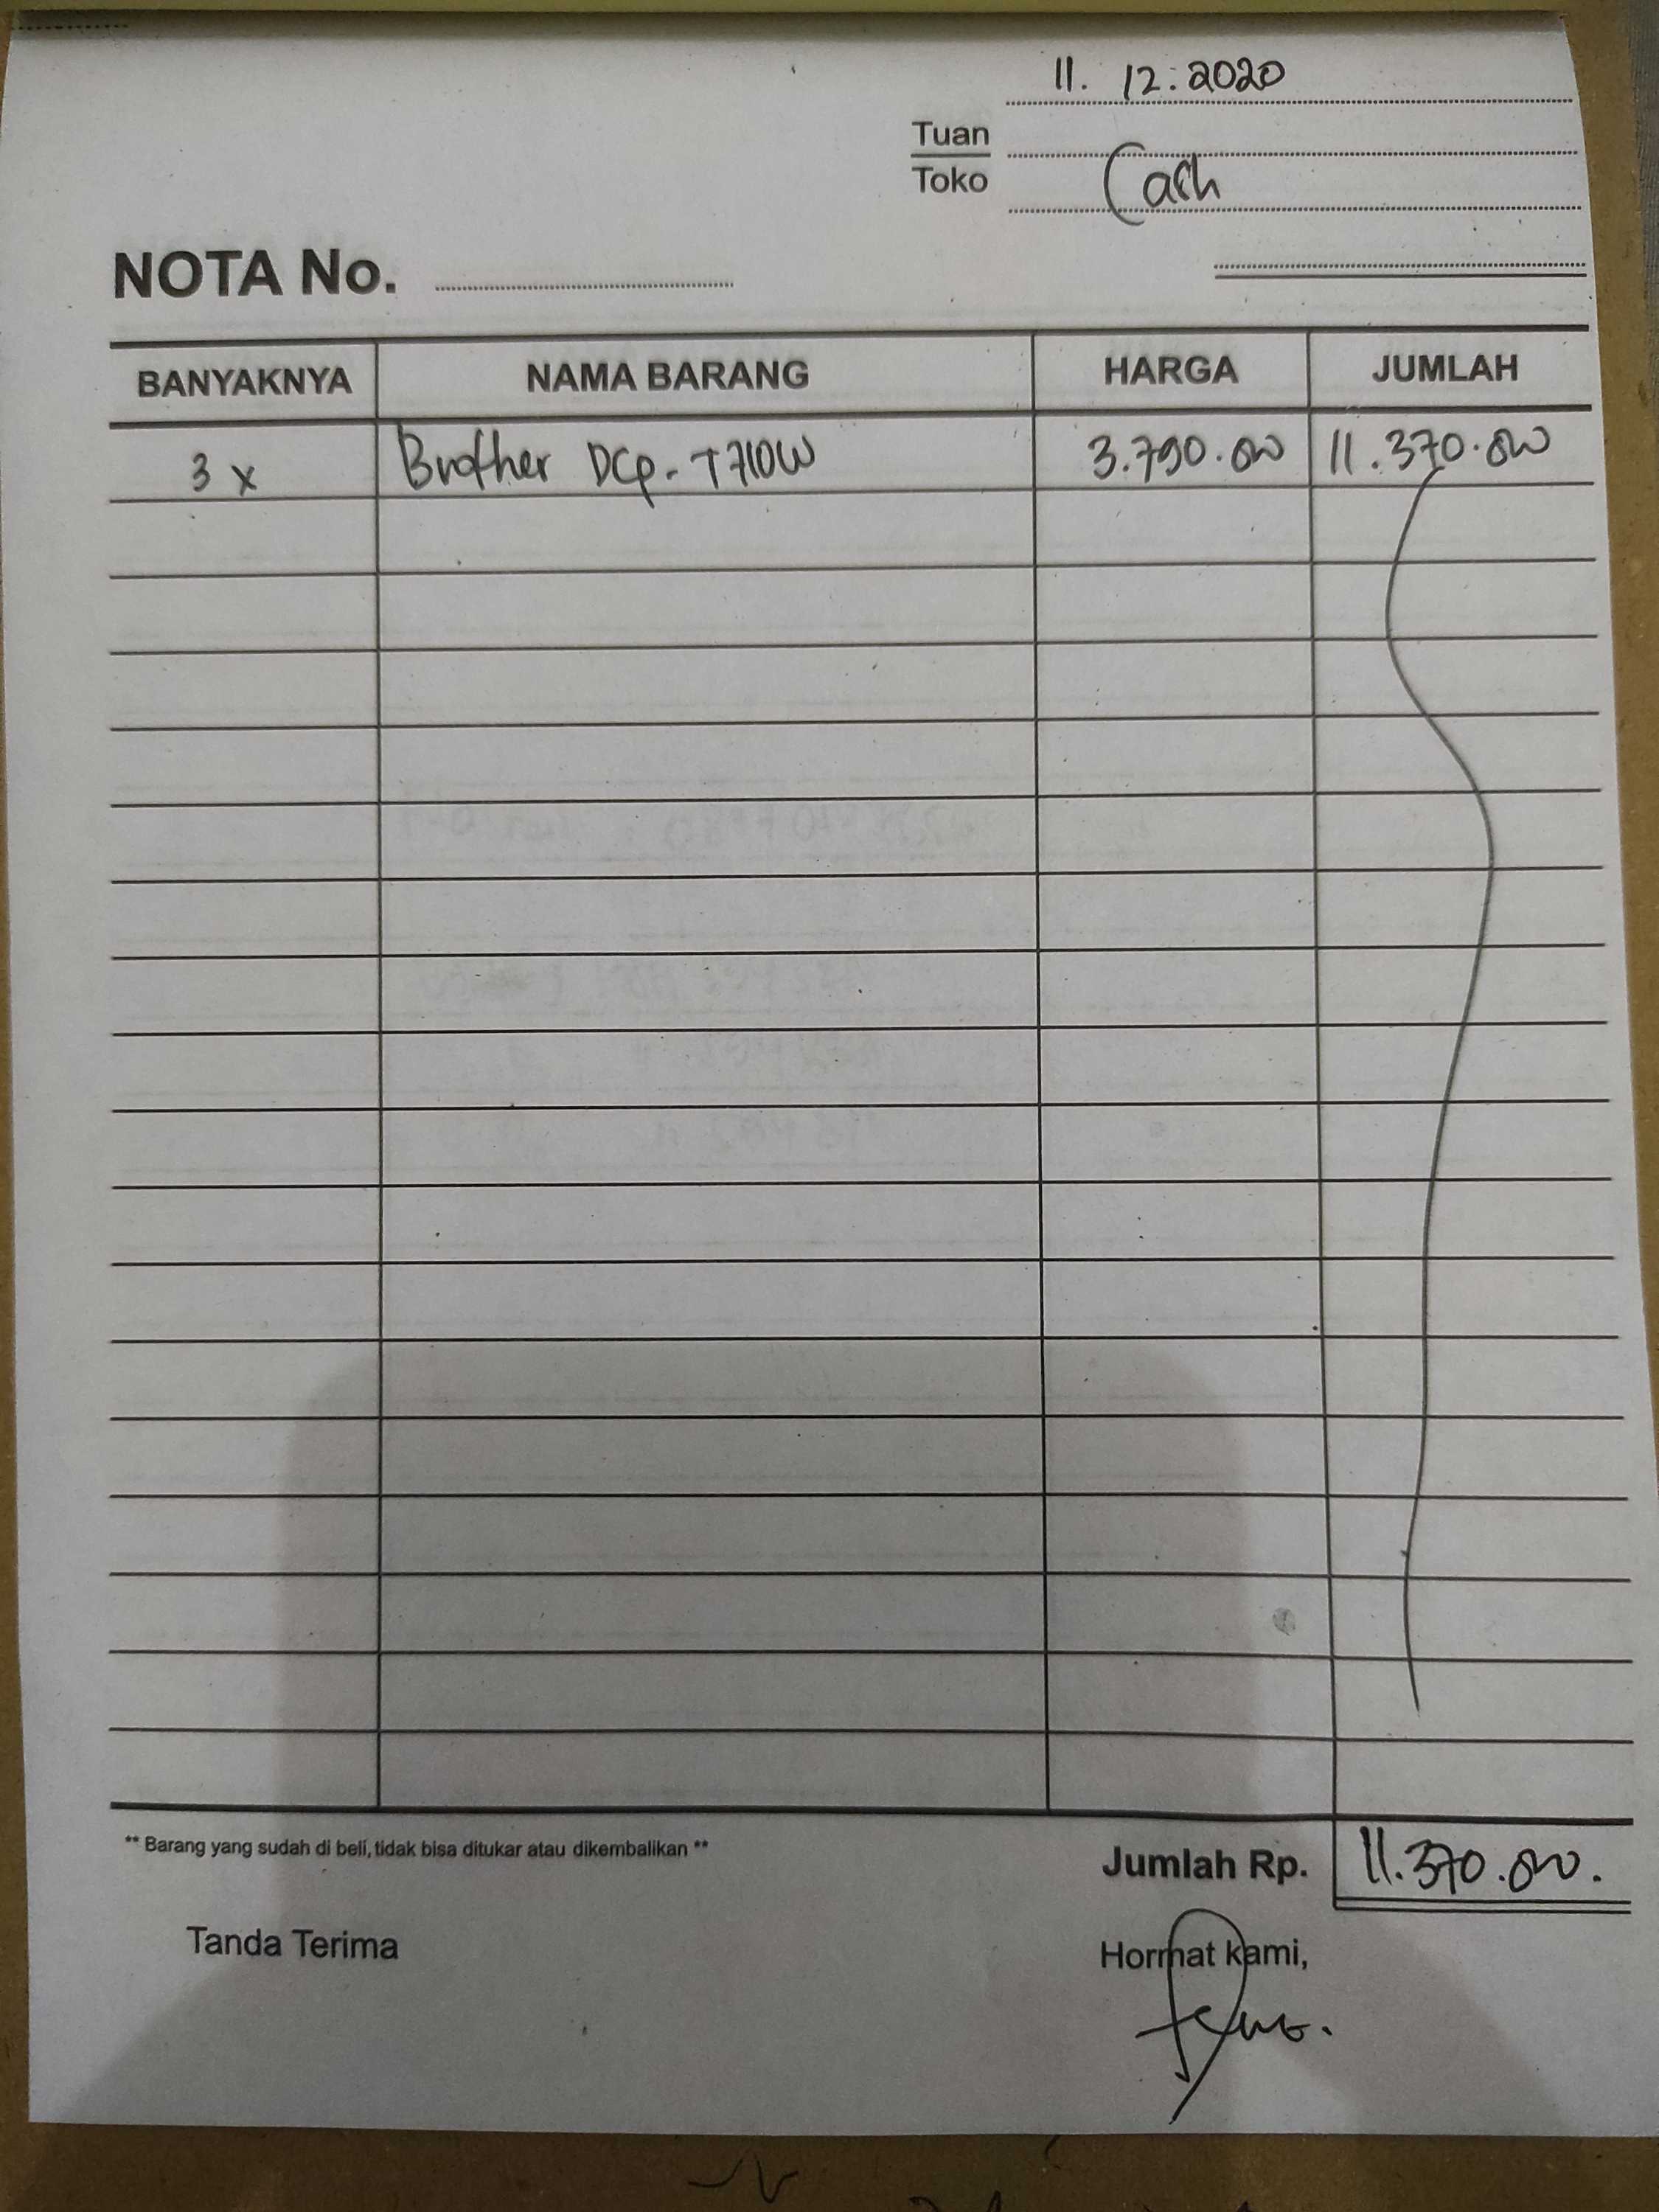 11. 12. 2020
Tuan
Toko
Cash
NOTA No.
BANYAKNYA NAMA BARANG HARGA JUMLAH
3 x Brother DCP-T710W 3.790.000 11.370.000
** Barang yang sudah di beli, tidak bisa ditukar atau dikembalikan **
Jumlah Rp. 11.370.000.
Tanda Terima
Hormat kami,